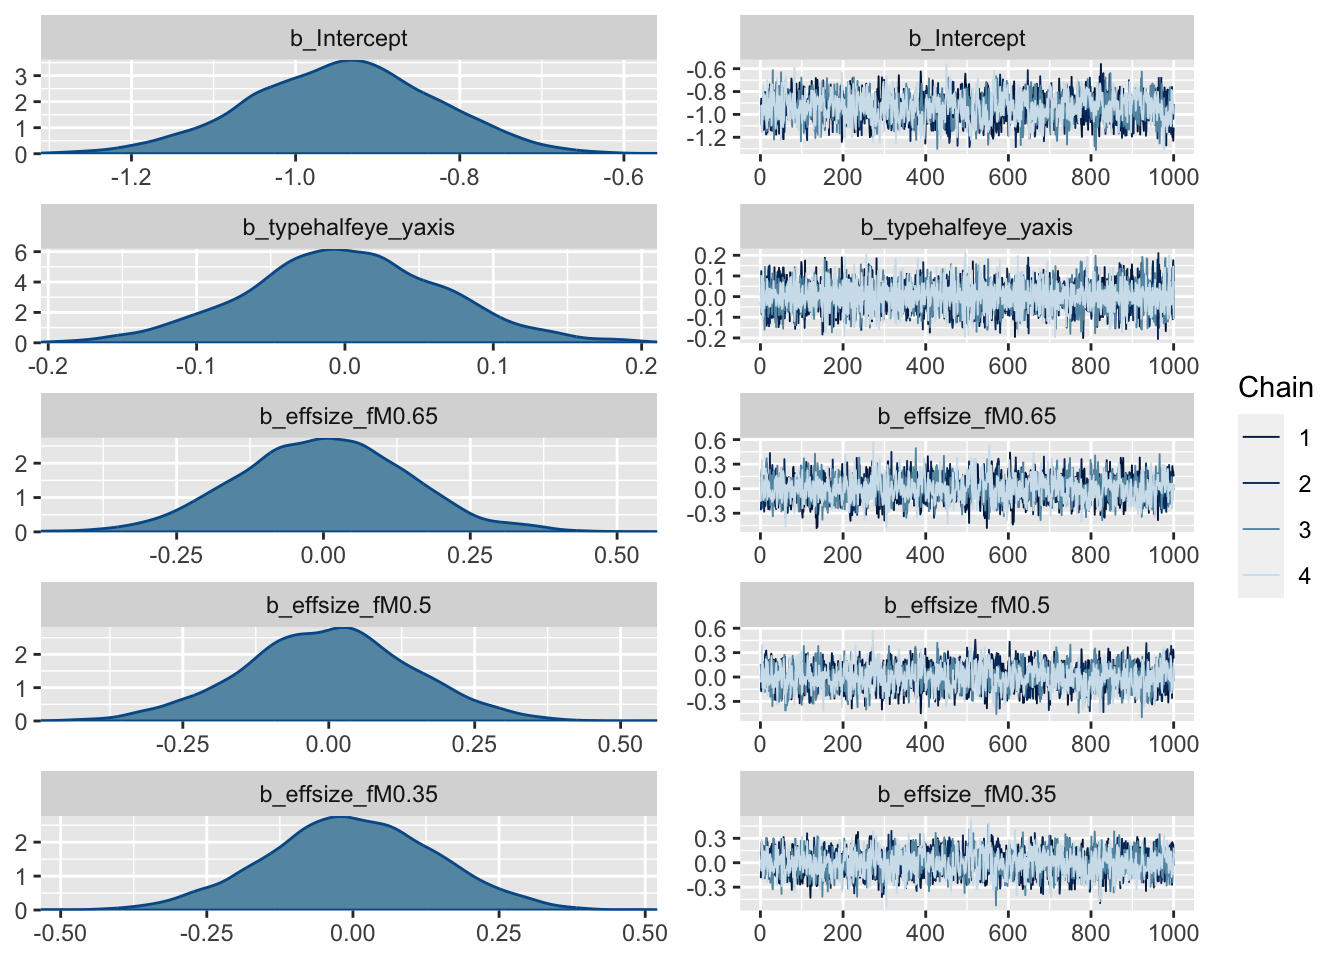 b_Intercept
3
2
1
0
-1.2 -1.0 -0.8 -0.6
b_Intercept
-0.6
-0.8
-1.0
-1.2
0 200 400 600 800 1000
b_typehalfeye_yaxis
6
4
2
0
-0.2 -0.1 0.0 0.1 0.2
b_typehalfeye_yaxis
0.2
0.1
0.0
-0.1
-0.2
0 200 400 600 800 1000
b_effsize_fM0.65
2
1
0
-0.25 0.00 0.25 0.50
b_effsize_fM0.65
0.6
0.3
0.0
-0.3
0 200 400 600 800 1000
b_effsize_fM0.5
2
1
0
-0.25 0.00 0.25 0.50
b_effsize_fM0.5
0.6
0.3
0.0
-0.3
0 200 400 600 800 1000
b_effsize_fM0.35
2
1
0
-0.50 -0.25 0.00 0.25 0.50
b_effsize_fM0.35
0.3
0.0
-0.3
0 200 400 600 800 1000
Chain
1
2
3
4